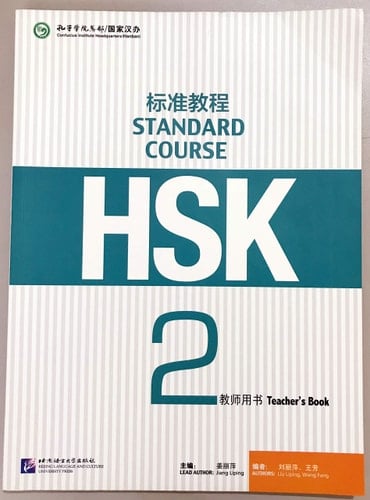 孔子学院总部/国家汉办
Confucius Institute Headquarters (Hanban)
标准教程
STANDARD
COURSE
HSK
2
教师用书 Teacher's Book
主编: 姜丽萍
LEAD AUTHOR: Jiang Liping
编者: 刘丽萍、王芳
AUTHORS: Liu Liping, Wang Fang
北京语言大学出版社
BEIJING LANGUAGE AND CULTURE
UNIVERSITY PRESS